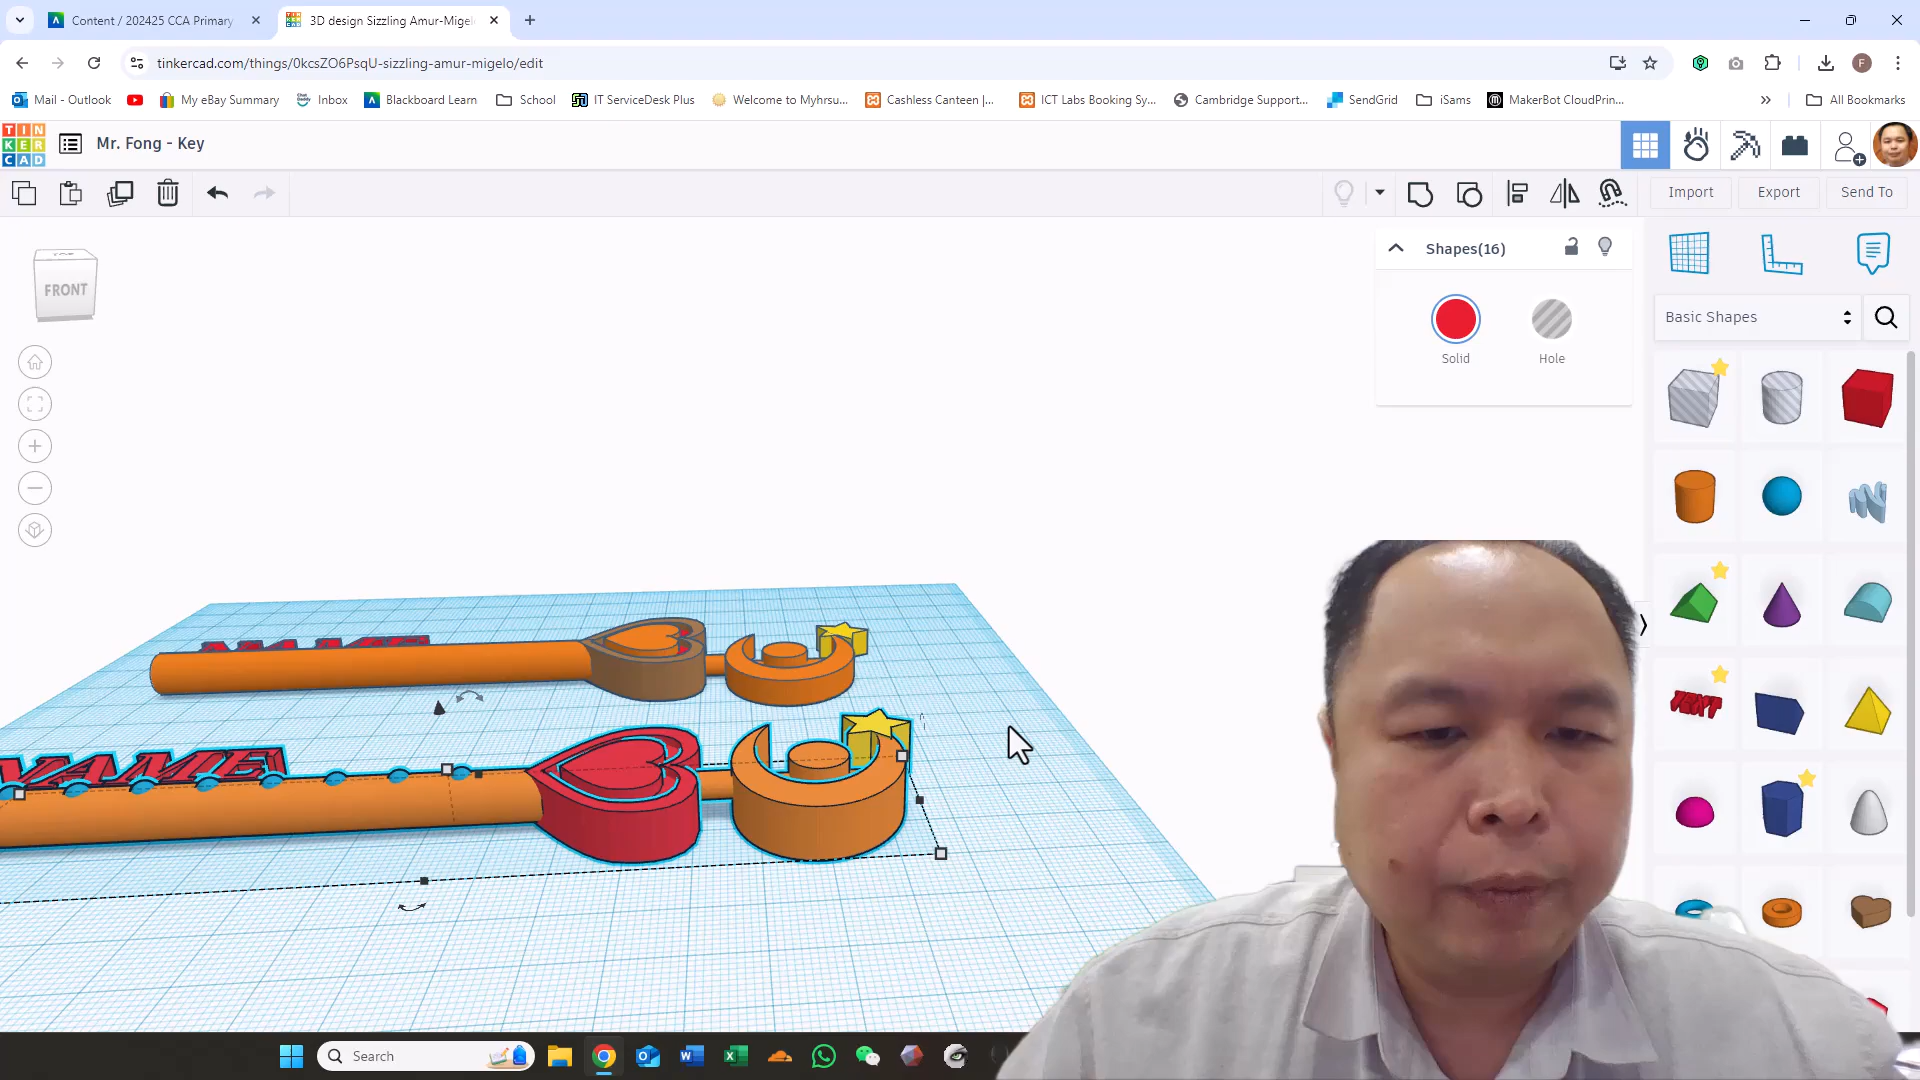 Content / 202425 CCA Primary
3D design Sizzling Amur-Migel
tinkercad.com/things/0kcsZO6PsqU-sizzling-amur-migelo/edit
Mail - Outlook
My eBay Summary
Inbox
Blackboard Learn
School
IT ServiceDesk Plus
Welcome to Myhrsu...
Cashless Canteen |...
ICT Labs Booking Sy...
Cambridge Support...
SendGrid
iSams
MakerBot CloudPrin...
All Bookmarks
TIN
KER
CAD
Mr. Fong - Key
Import
Export
Send To
TOP
FRONT
Shapes(16)
Solid
Hole
Basic Shapes
TEXT
Search